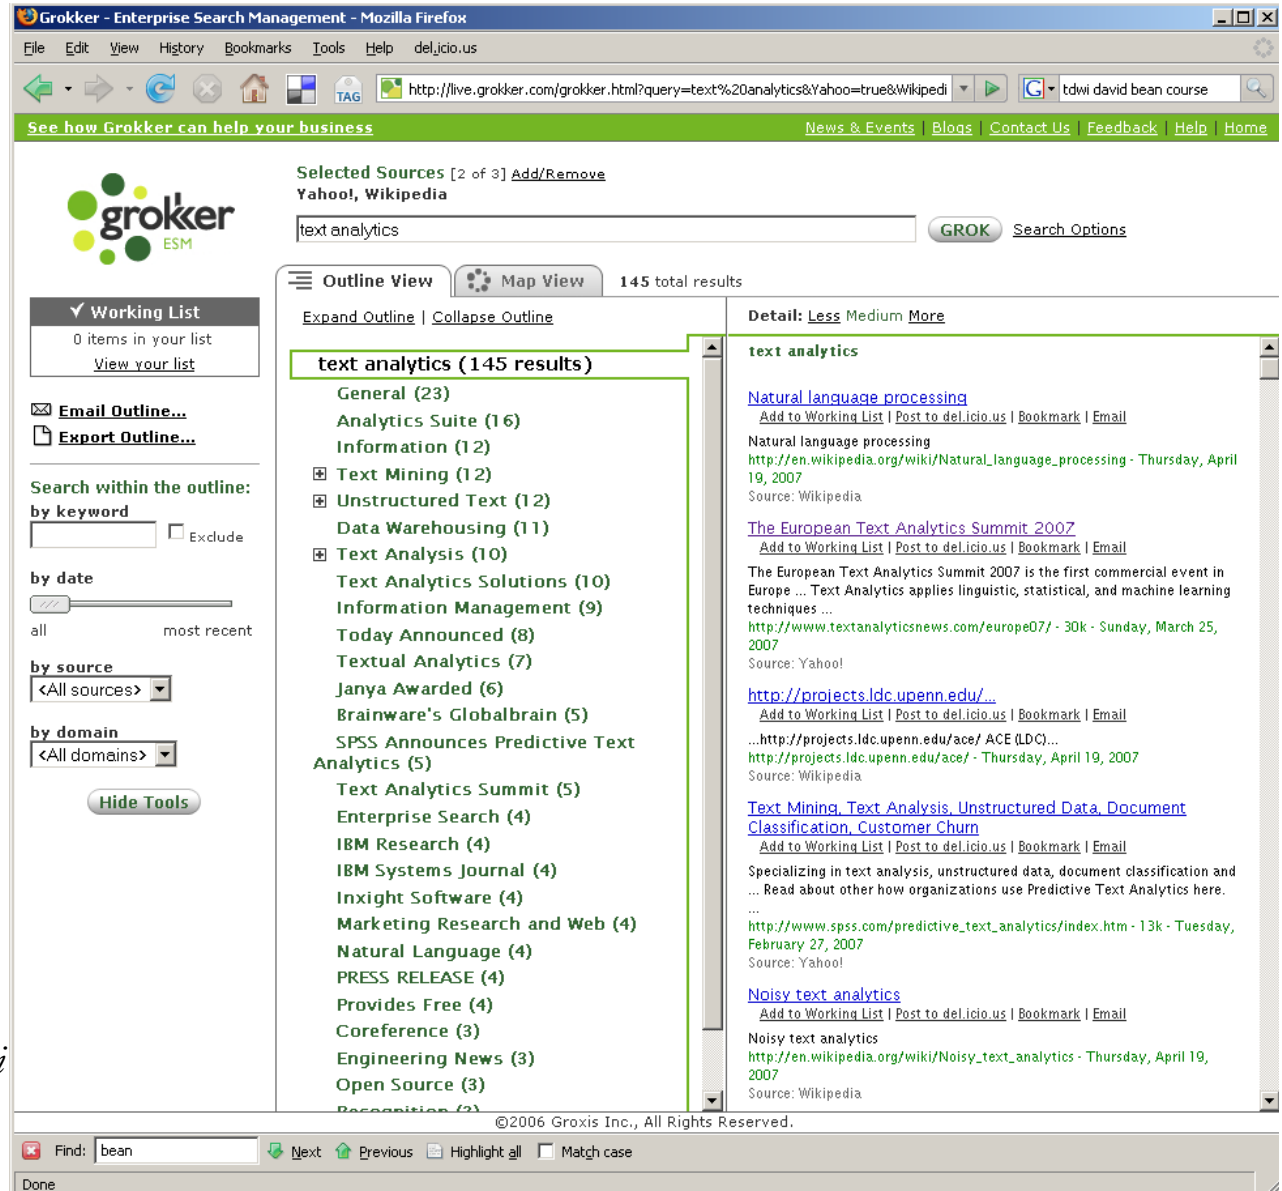 Grokker - Enterprise Search Management - Mozilla Firefox
File Edit View History Bookmarks Tools Help del.icio.us
TAG http://live.grokker.com/grokker.html?query=text%20analytics&Yahoo=true&Wikipedi G tdwi david bean course
See how Grokker can help your business News & Events | Blogs | Contact Us | Feedback | Help | Home
grokker
ESM
Selected Sources [2 of 3] Add/Remove
Yahoo!, Wikipedia
text analytics GROK Search Options
Outline View Map View 145 total results
Working List
0 items in your list
View your list
Email Outline...
Export Outline...
Search within the outline:
by keyword
Exclude
by date
all most recent
by source
<All sources>
by domain
<All domains>
Hide Tools
Expand Outline | Collapse Outline
text analytics (145 results)
General (23)
Analytics Suite (16)
Information (12)
Text Mining (12)
Unstructured Text (12)
Data Warehousing (11)
Text Analysis (10)
Text Analytics Solutions (10)
Information Management (9)
Today Announced (8)
Textual Analytics (7)
Janya Awarded (6)
Brainware's Globalbrain (5)
SPSS Announces Predictive Text
Analytics (5)
Text Analytics Summit (5)
Enterprise Search (4)
IBM Research (4)
IBM Systems Journal (4)
Inxight Software (4)
Marketing Research and Web (4)
Natural Language (4)
PRESS RELEASE (4)
Provides Free (4)
Coreference (3)
Engineering News (3)
Open Source (3)
Recognition (3)
Detail: Less Medium More
text analytics
Natural language processing
Add to Working List | Post to del.icio.us | Bookmark | Email
Natural language processing
http://en.wikipedia.org/wiki/Natural_language_processing - Thursday, April
19, 2007
Source: Wikipedia
The European Text Analytics Summit 2007
Add to Working List | Post to del.icio.us | Bookmark | Email
The European Text Analytics Summit 2007 is the first commercial event in
Europe ... Text Analytics applies linguistic, statistical, and machine learning
techniques ...
http://www.textanalyticsnews.com/europe07/ - 30k - Sunday, March 25,
2007
Source: Yahoo!
http://projects.ldc.upenn.edu/...
Add to Working List | Post to del.icio.us | Bookmark | Email
...http://projects.ldc.upenn.edu/ace/ ACE (LDC)...
http://projects.ldc.upenn.edu/ace/ - Thursday, April 19, 2007
Source: Wikipedia
Text Mining, Text Analysis, Unstructured Data, Document
Classification, Customer Churn
Add to Working List | Post to del.icio.us | Bookmark | Email
Specializing in text analysis, unstructured data, document classification and
... Read about other how organizations use Predictive Text Analytics here.
...
http://www.spss.com/predictive_text_analytics/index.htm - 13k - Tuesday,
February 27, 2007
Source: Yahoo!
Noisy text analytics
Add to Working List | Post to del.icio.us | Bookmark | Email
Noisy text analytics
http://en.wikipedia.org/wiki/Noisy_text_analytics - Thursday, April 19,
2007
Source: Wikipedia
i
©2006 Groxis Inc., All Rights Reserved.
Find: bean Next Previous Highlight all Match case
Done